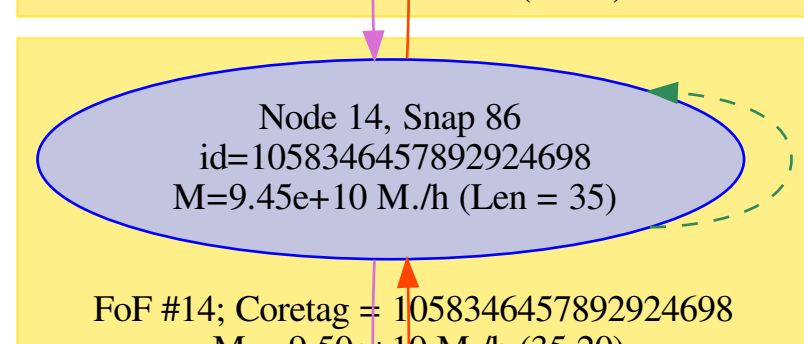 Node 14, Snap 86
id=1058346457892924698
M=9.45e+10 M./h (Len = 35)
FoF #14; Coretag = 1058346457892924698